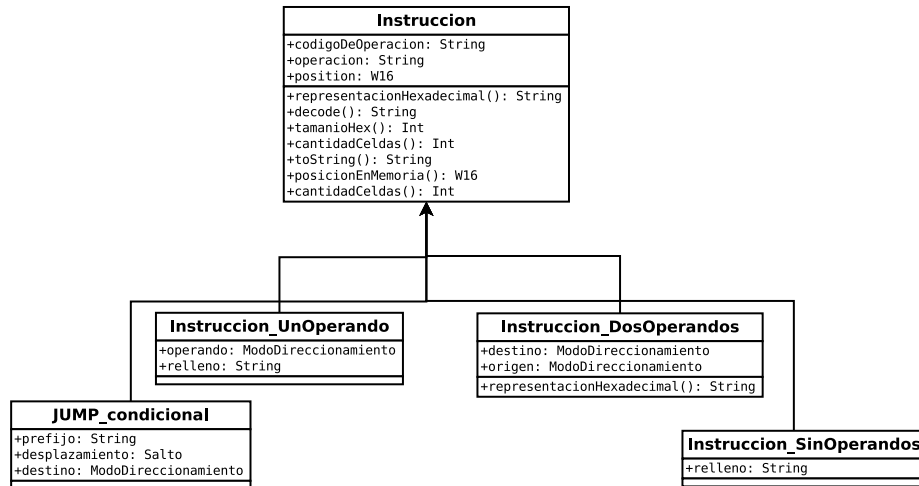 Instruccion
+codigoDeOperacion: String
+operacion: String
+position: W16
+representacionHexadecimal(): String
+decode(): String
+tamanioHex(): Int
+cantidadCeldas(): Int
+toString(): String
+posicionEnMemoria(): W16
+cantidadCeldas(): Int
Instruccion_UnOperando
+operando: ModoDireccionamiento
+relleno: String
Instruccion_DosOperandos
+destino: ModoDireccionamiento
+origen: ModoDireccionamiento
+representacionHexadecimal(): String
JUMP_condicional
+prefijo: String
+desplazamiento: Salto
+destino: ModoDireccionamiento
Instruccion_SinOperandos
+relleno: String